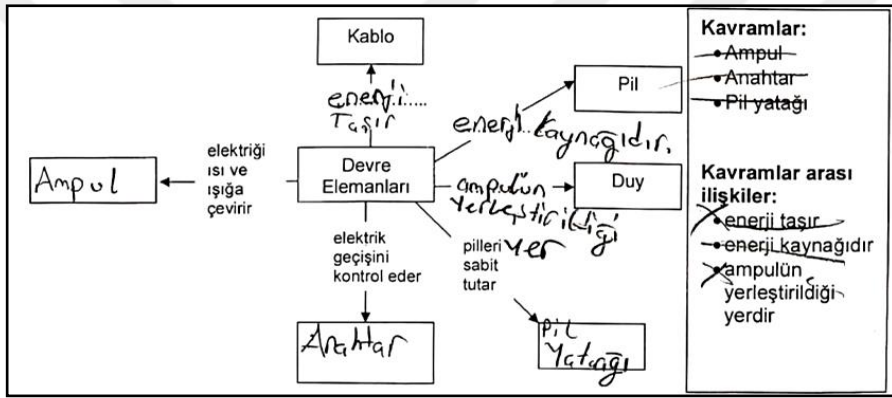 Kablo
enerji.....
Taşır
Pil
enerji kaynağıdır.
elektriği
ısı ve
ışığa
çevirir
Ampul
Devre
Elemanları
ampulün
yerleştirildiği
yer
Duy
elektrik
geçişini
kontrol eder
pilleri
sabit
tutar
Anahtar
Pil
Yatağı
Kavramlar:
• Ampul
• Anahtar
• Pil yatağı
Kavramlar arası
ilişkiler:
• enerji taşır
• enerji kaynağıdır
• ampulün
yerleştirildiği
yerdir